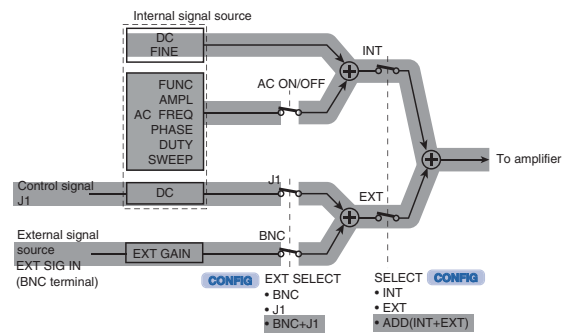 Internal signal source
DC
FINE
INT
FUNC
AMPL
AC FREQ
PHASE
DUTY
SWEEP
AC ON/OFF
To amplifier
Control signal
J1
DC
J1
EXT
External signal
source
EXT SIG IN
(BNC terminal)
EXT GAIN
BNC
CONFIG EXT SELECT
• BNC
• J1
• BNC+J1
SELECT CONFIG
• INT
• EXT
• ADD(INT+EXT)